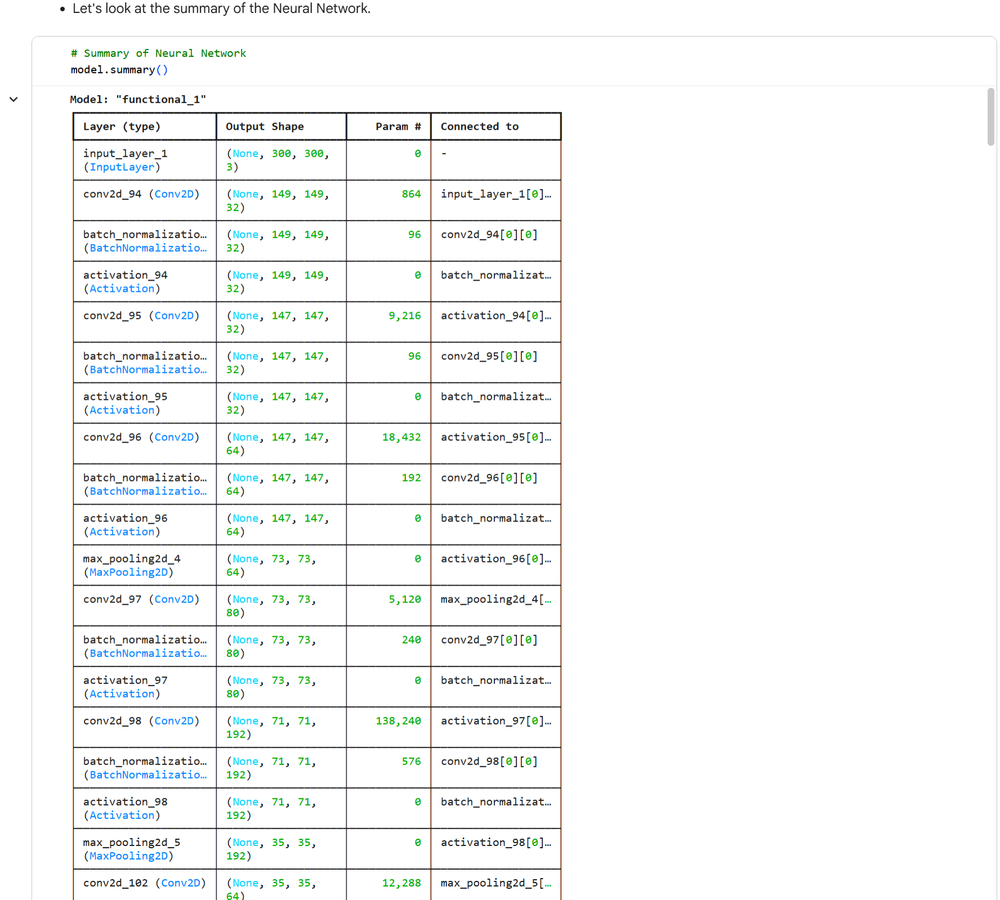 Let's look at the summary of the Neural Network.
# Summary of Neural Network
model.summary()
Model: "functional_1"
Layer (type) Output Shape Param # Connected to
input_layer_1 (None, 300, 300, 0 -
(InputLayer) 3)
conv2d_94 (Conv2D) (None, 149, 149, 864 input_layer_1[0]…
32)
batch_normalizatio… (None, 149, 149, 96 conv2d_94[0][0]
(BatchNormalizatio… 32)
activation_94 (None, 149, 149, 0 batch_normalizat…
(Activation) 32)
conv2d_95 (Conv2D) (None, 147, 147, 9,216 activation_94[0]…
32)
batch_normalizatio… (None, 147, 147, 96 conv2d_95[0][0]
(BatchNormalizatio… 32)
activation_95 (None, 147, 147, 0 batch_normalizat…
(Activation) 32)
conv2d_96 (Conv2D) (None, 147, 147, 18,432 activation_95[0]…
64)
batch_normalizatio… (None, 147, 147, 192 conv2d_96[0][0]
(BatchNormalizatio… 64)
activation_96 (None, 147, 147, 0 batch_normalizat…
(Activation) 64)
max_pooling2d_4 (None, 73, 73, 0 activation_96[0]…
(MaxPooling2D) 64)
conv2d_97 (Conv2D) (None, 73, 73, 5,120 max_pooling2d_4[…
80)
batch_normalizatio… (None, 73, 73, 240 conv2d_97[0][0]
(BatchNormalizatio… 80)
activation_97 (None, 73, 73, 0 batch_normalizat…
(Activation) 80)
conv2d_98 (Conv2D) (None, 71, 71, 138,240 activation_97[0]…
192)
batch_normalizatio… (None, 71, 71, 576 conv2d_98[0][0]
(BatchNormalizatio… 192)
activation_98 (None, 71, 71, 0 batch_normalizat…
(Activation) 192)
max_pooling2d_5 (None, 35, 35, 0 activation_98[0]…
(MaxPooling2D) 192)
conv2d_102 (Conv2D) (None, 35, 35, 12,288 max_pooling2d_5[…
64)